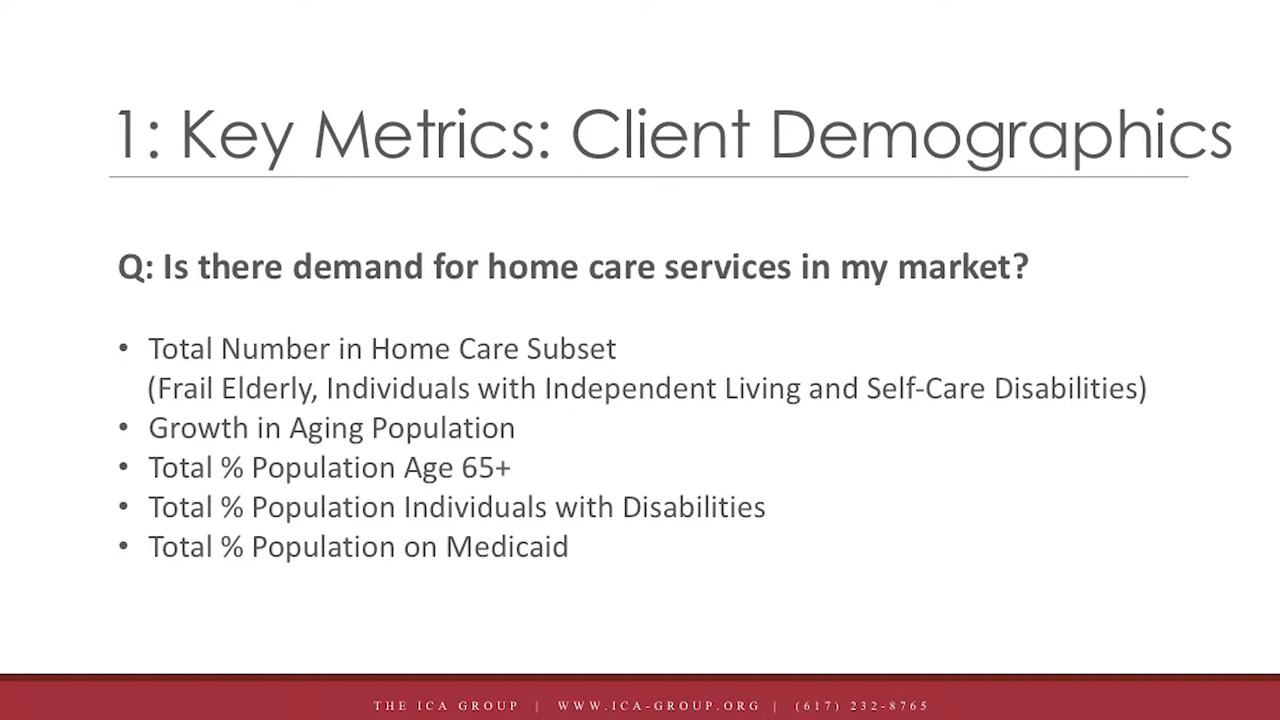 1: Key Metrics: Client Demographics
Q: Is there demand for home care services in my market?
• Total Number in Home Care Subset
(Frail Elderly, Individuals with Independent Living and Self-Care Disabilities)
• Growth in Aging Population
• Total % Population Age 65+
• Total % Population Individuals with Disabilities
• Total % Population on Medicaid
THE ICA GROUP | WWW.ICA-GROUP.ORG | (617) 232-8765